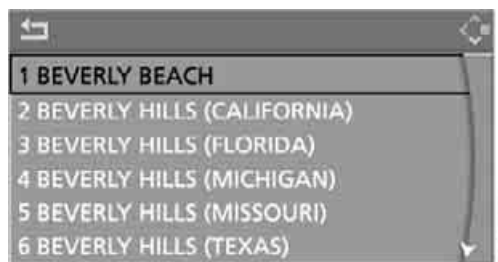 1 BEVERLY BEACH
2 BEVERLY HILLS (CALIFORNIA)
3 BEVERLY HILLS (FLORIDA)
4 BEVERLY HILLS (MICHIGAN)
5 BEVERLY HILLS (MISSOURI)
6 BEVERLY HILLS (TEXAS)